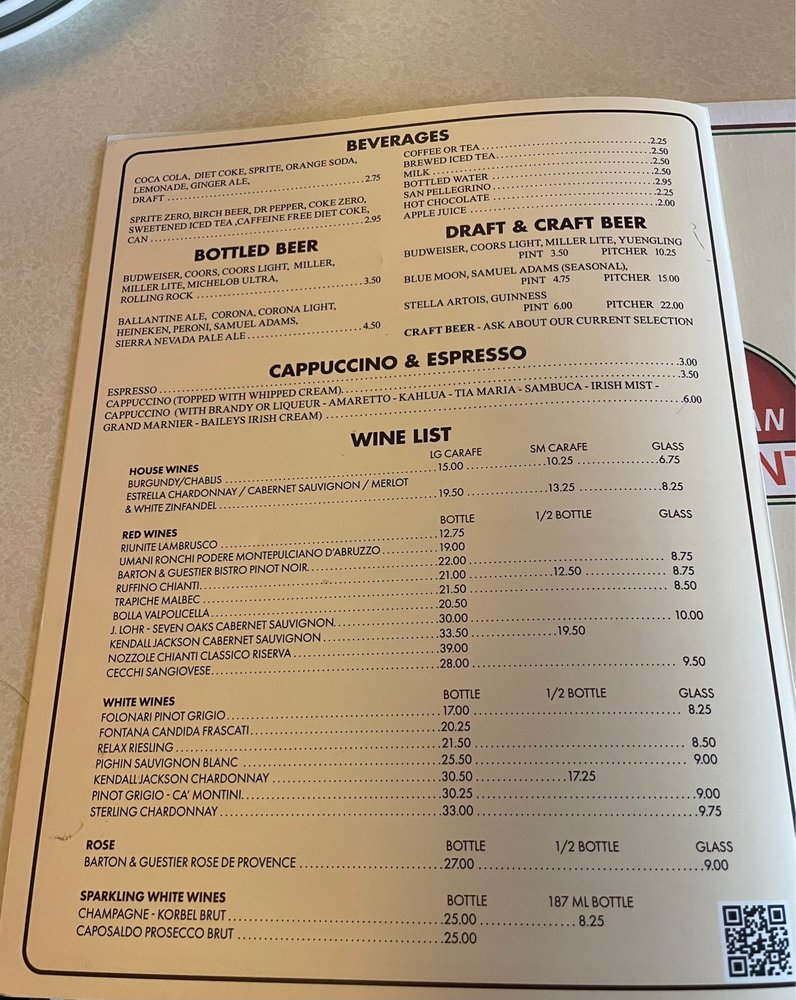 BEVERAGES
COCA COLA, DIET COKE, SPRITE, ORANGE SODA,
LEMONADE, GINGER ALE,
DRAFT ........ 2.75
SPRITE ZERO, BIRCH BEER, DR PEPPER, COKE ZERO,
SWEETENED ICED TEA ,CAFFEINE FREE DIET COKE,
CAN ........ 2.95
COFFEE OR TEA ........ 2.25
BREWED ICED TEA ........ 2.50
MILK ........ 2.50
BOTTLED WATER ........ 2.50
SAN PELLEGRINO ........ 2.95
HOT CHOCOLATE ........ 2.25
APPLE JUICE ........ 2.00
BOTTLED BEER
BUDWEISER, COORS, COORS LIGHT, MILLER,
MILLER LITE, MICHELOB ULTRA,
ROLLING ROCK ........ 3.50
BALLANTINE ALE, CORONA, CORONA LIGHT,
HEINEKEN, PERONI, SAMUEL ADAMS,
SIERRA NEVADA PALE ALE ........ 4.50
DRAFT & CRAFT BEER
BUDWEISER, COORS LIGHT, MILLER LITE, YUENGLING
PINT 3.50 PITCHER 10.25
BLUE MOON, SAMUEL ADAMS (SEASONAL),
PINT 4.75 PITCHER 15.00
STELLA ARTOIS, GUINNESS
PINT 6.00 PITCHER 22.00
CRAFT BEER - ASK ABOUT OUR CURRENT SELECTION
CAPPUCCINO & ESPRESSO
ESPRESSO ........ 3.00
CAPPUCCINO (TOPPED WITH WHIPPED CREAM) ........ 3.50
CAPPUCCINO (WITH BRANDY OR LIQUEUR - AMARETTO - KAHLUA - TIA MARIA - SAMBUCA - IRISH MIST -
GRAND MARNIER - BAILEYS IRISH CREAM) ........ 6.00
WINE LIST
HOUSE WINES LG CARAFE SM CARAFE GLASS
BURGUNDY/CHABLIS ........ 15.00 ........ 10.25 ........ 6.75
ESTRELLA CHARDONNAY / CABERNET SAUVIGNON / MERLOT
& WHITE ZINFANDEL ........ 19.50 ........ 13.25 ........ 8.25
RED WINES BOTTLE 1/2 BOTTLE GLASS
RIUNITE LAMBRUSCO ........ 12.75
UMANI RONCHI PODERE MONTEPULCIANO D'ABRUZZO ........ 19.00
BARTON & GUESTIER BISTRO PINOT NOIR ........ 22.00 ........ 8.75
RUFFINO CHIANTI ........ 21.00 ........ 12.50 ........ 8.75
TRAPICHE MALBEC ........ 21.50 ........ 8.50
BOLLA VALPOLICELLA ........ 20.50
J. LOHR - SEVEN OAKS CABERNET SAUVIGNON ........ 30.00 ........ 10.00
KENDALL JACKSON CABERNET SAUVIGNON ........ 33.50 ........ 19.50
NOZZOLE CHIANTI CLASSICO RISERVA ........ 39.00
CECCHI SANGIOVESE ........ 28.00 ........ 9.50
WHITE WINES BOTTLE 1/2 BOTTLE GLASS
FOLONARI PINOT GRIGIO ........ 17.00 ........ 8.25
FONTANA CANDIDA FRASCATI ........ 20.25
RELAX RIESLING ........ 21.50 ........ 8.50
PIGHIN SAUVIGNON BLANC ........ 25.50 ........ 9.00
KENDALL JACKSON CHARDONNAY ........ 30.50 ........ 17.25
PINOT GRIGIO - CA' MONTINI ........ 30.25 ........ 9.00
STERLING CHARDONNAY ........ 33.00 ........ 9.75
ROSE BOTTLE 1/2 BOTTLE GLASS
BARTON & GUESTIER ROSE DE PROVENCE ........ 27.00 ........ 9.00
SPARKLING WHITE WINES BOTTLE 187 ML BOTTLE
CHAMPAGNE - KORBEL BRUT ........ 25.00 ........ 8.25
CAPOSALDO PROSECCO BRUT ........ 25.00